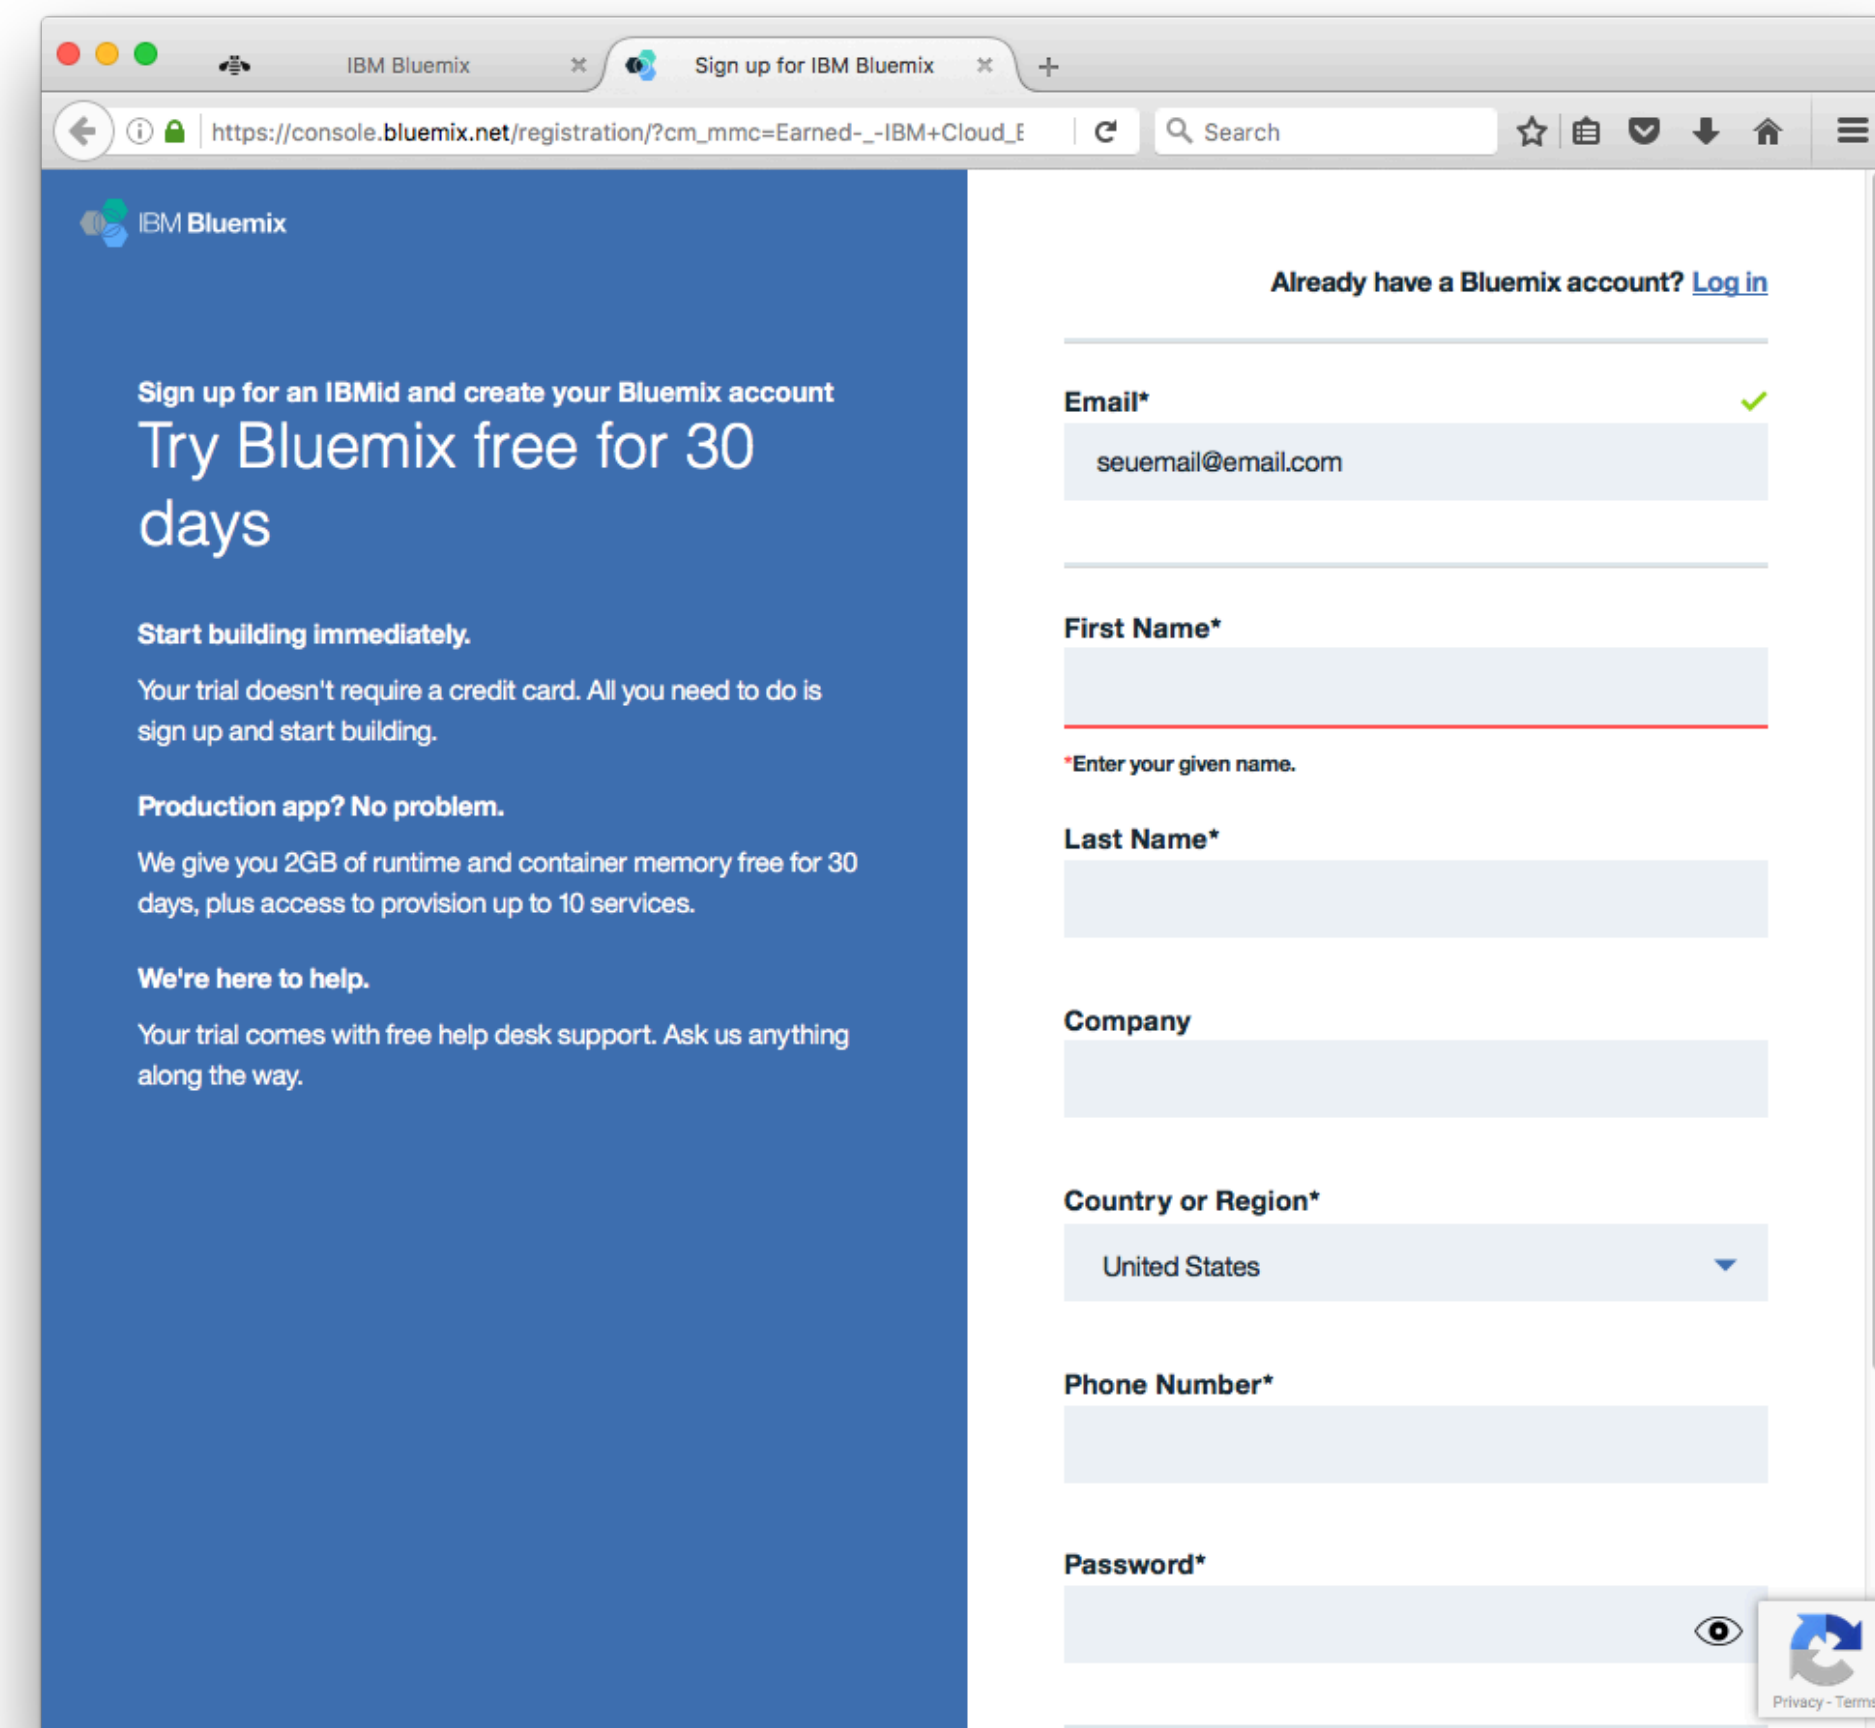 IBM Bluemix
Sign up for IBM Bluemix
https://console.bluemix.net/registration/?cm_mmc=Earned-_-IBM+Cloud_E
Search
IBM Bluemix
Sign up for an IBMid and create your Bluemix account
Try Bluemix free for 30
days
Start building immediately.
Your trial doesn't require a credit card. All you need to do is
sign up and start building.
Production app? No problem.
We give you 2GB of runtime and container memory free for 30
days, plus access to provision up to 10 services.
We're here to help.
Your trial comes with free help desk support. Ask us anything
along the way.
Already have a Bluemix account? Log in
Email*
seuemail@email.com
First Name*
*Enter your given name.
Last Name*
Company
Country or Region*
United States
Phone Number*
Password*
Privacy - Terms